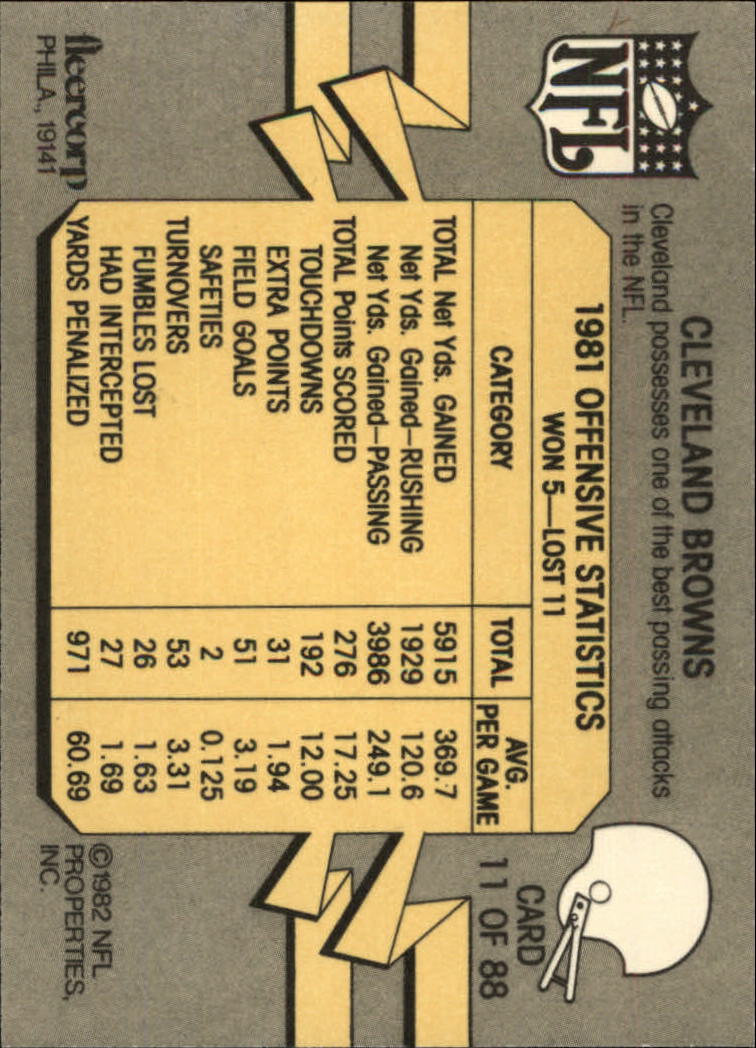 NFL
CLEVELAND BROWNS
Cleveland possesses one of the best passing attacks
in the NFL.
CARD
11 OF 88
1981 OFFENSIVE STATISTICS
WON 5—LOST 11
CATEGORY TOTAL AVG. PER GAME
TOTAL Net Yds. GAINED 5915 369.7
Net Yds. Gained—RUSHING 1929 120.6
Net Yds. Gained—PASSING 3986 249.1
TOTAL Points SCORED 276 17.25
TOUCHDOWNS 192 12.00
EXTRA POINTS 31 1.94
FIELD GOALS 51 3.19
SAFETIES 2 0.125
TURNOVERS 53 3.31
FUMBLES LOST 26 1.63
HAD INTERCEPTED 27 1.69
YARDS PENALIZED 971 60.69
fleercorp
PHILA., 19141
©1982 NFL
PROPERTIES,
INC.